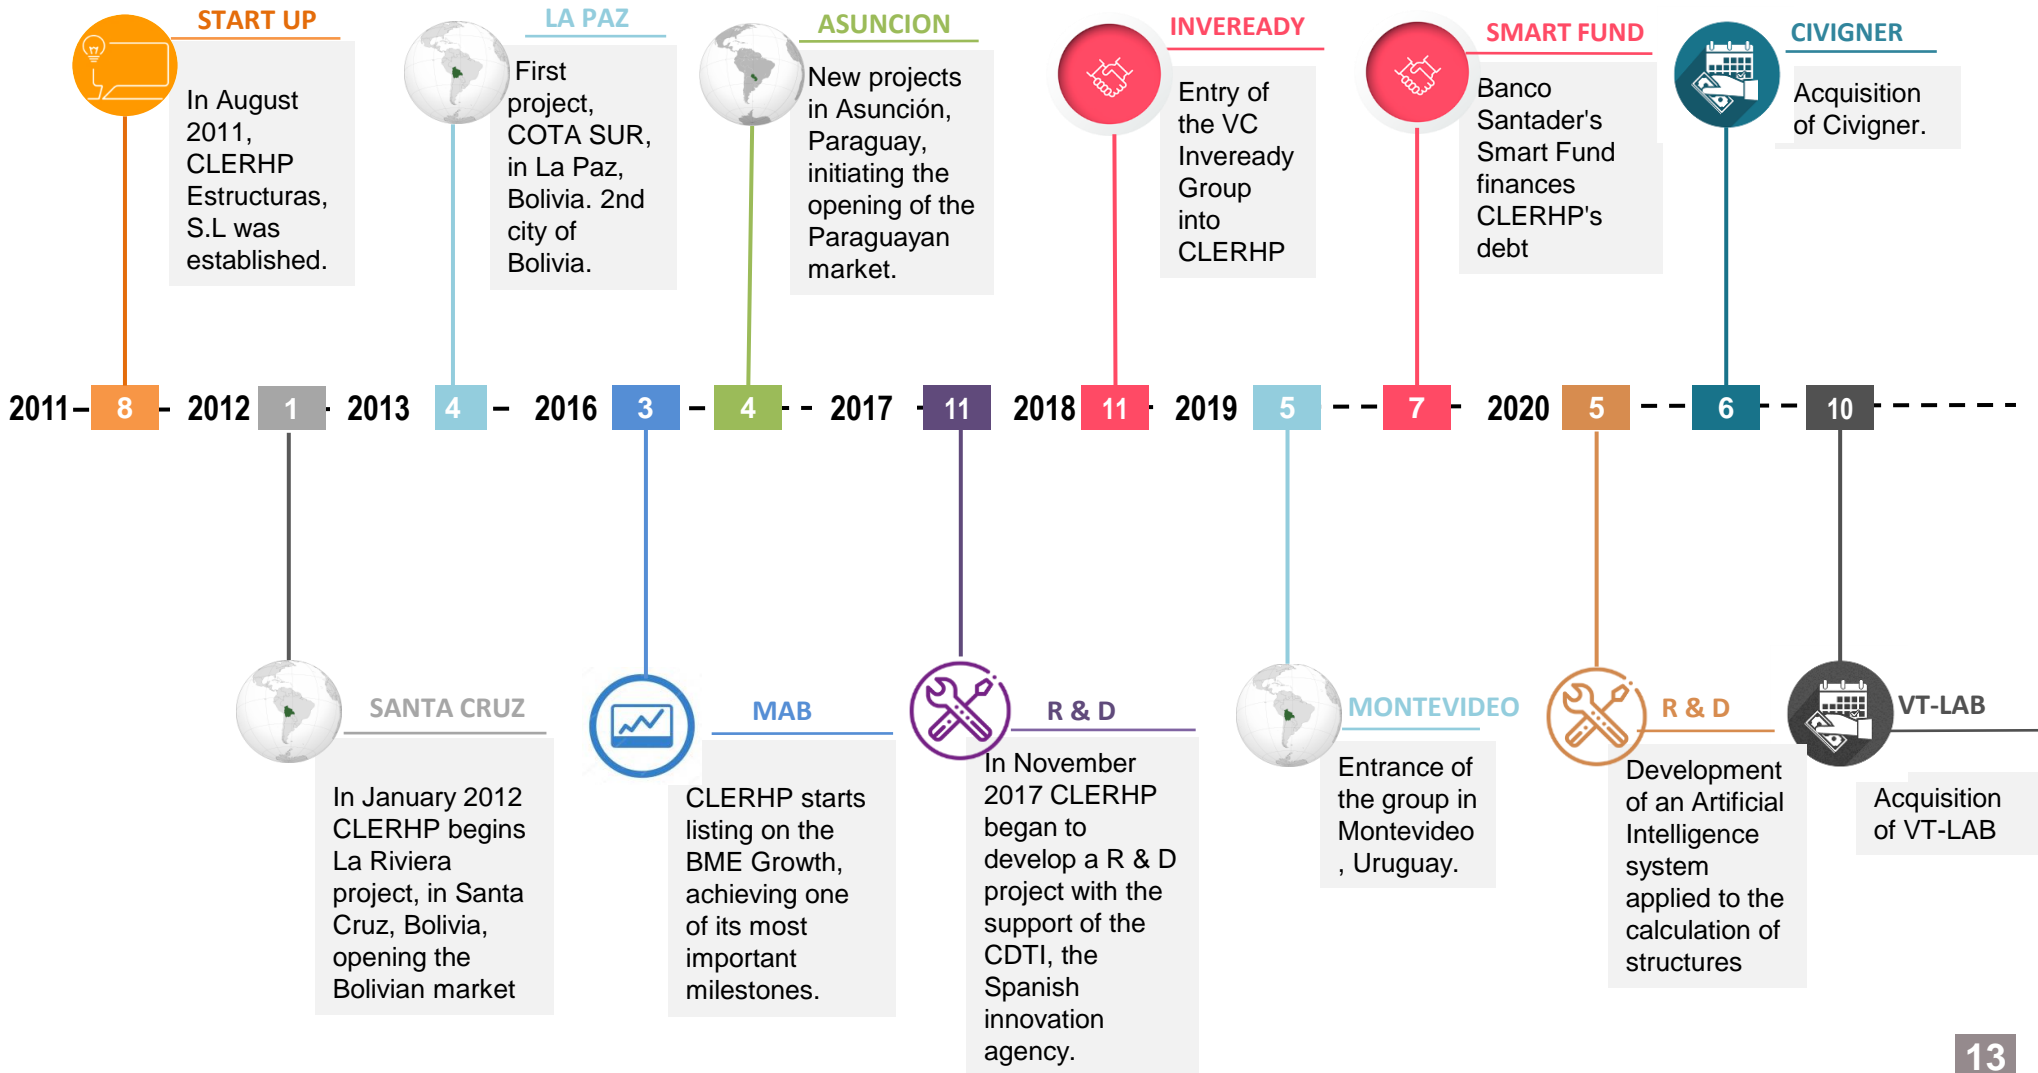 START UP
In August
2011,
CLERHP
Estructuras,
S.L was
established.
LA PAZ
First
project,
COTA SUR,
in La Paz,
Bolivia. 2nd
city of
Bolivia.
ASUNCION
New projects
in Asunción,
Paraguay,
initiating the
opening of the
Paraguayan
market.
INVEREADY
Entry of
the VC
Inveready
Group
into
CLERHP
SMART FUND
Banco
Santader's
Smart Fund
finances
CLERHP's
debt
CIVIGNER
Acquisition
of Civigner.
2011 8 2012 1 2013 4 2016 3 4 2017 11 2018 11 2019 5 7 2020 5 6 10
SANTA CRUZ
In January 2012
CLERHP begins
La Riviera
project, in Santa
Cruz, Bolivia,
opening the
Bolivian market
MAB
CLERHP starts
listing on the
BME Growth,
achieving one
of its most
important
milestones.
R & D
In November
2017 CLERHP
began to
develop a R & D
project with the
support of the
CDTI, the
Spanish
innovation
agency.
MONTEVIDEO
Entrance of
the group in
Montevideo
, Uruguay.
R & D
Development
of an Artificial
Intelligence
system
applied to the
calculation of
structures
VT-LAB
Acquisition
of VT-LAB
13